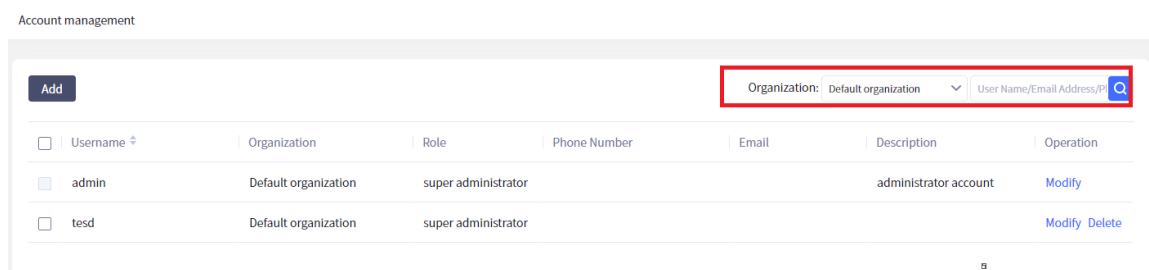 Account management
Add Organization: Default organization User Name/Email Address/Pl
Username Organization Role Phone Number Email Description Operation
admin Default organization super administrator administrator account Modify
tesd Default organization super administrator Modify Delete